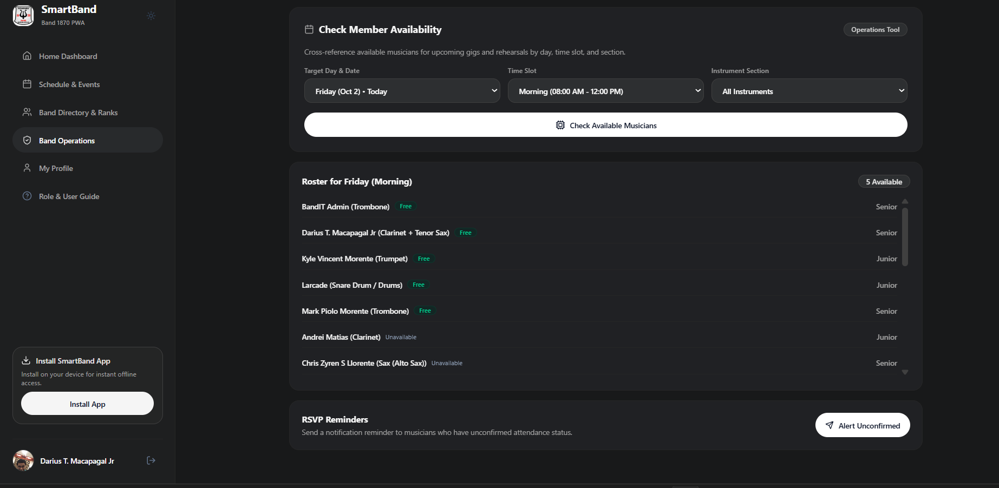 SmartBand
Band 1870 PWA
Home Dashboard
Schedule & Events
Band Directory & Ranks
Band Operations
My Profile
Role & User Guide
Install SmartBand App
Install on your device for instant offline
access.
Install App
Darius T. Macapagal Jr
Check Member Availability
Operations Tool
Cross-reference available musicians for upcoming gigs and rehearsals by day, time slot, and section.
Target Day & Date
Time Slot
Instrument Section
Friday (Oct 2) • Today
Morning (08:00 AM - 12:00 PM)
All Instruments
Check Available Musicians
Roster for Friday (Morning)
5 Available
BandIT Admin (Trombone) Free Senior
Darius T. Macapagal Jr (Clarinet + Tenor Sax) Free Senior
Kyle Vincent Morente (Trumpet) Free Junior
Larcade (Snare Drum / Drums) Free Junior
Mark Piolo Morente (Trombone) Free Senior
Andrei Matias (Clarinet) Unavailable Junior
Chris Zyren S Llorente (Sax (Alto Sax)) Unavailable Senior
RSVP Reminders
Send a notification reminder to musicians who have unconfirmed attendance status.
Alert Unconfirmed